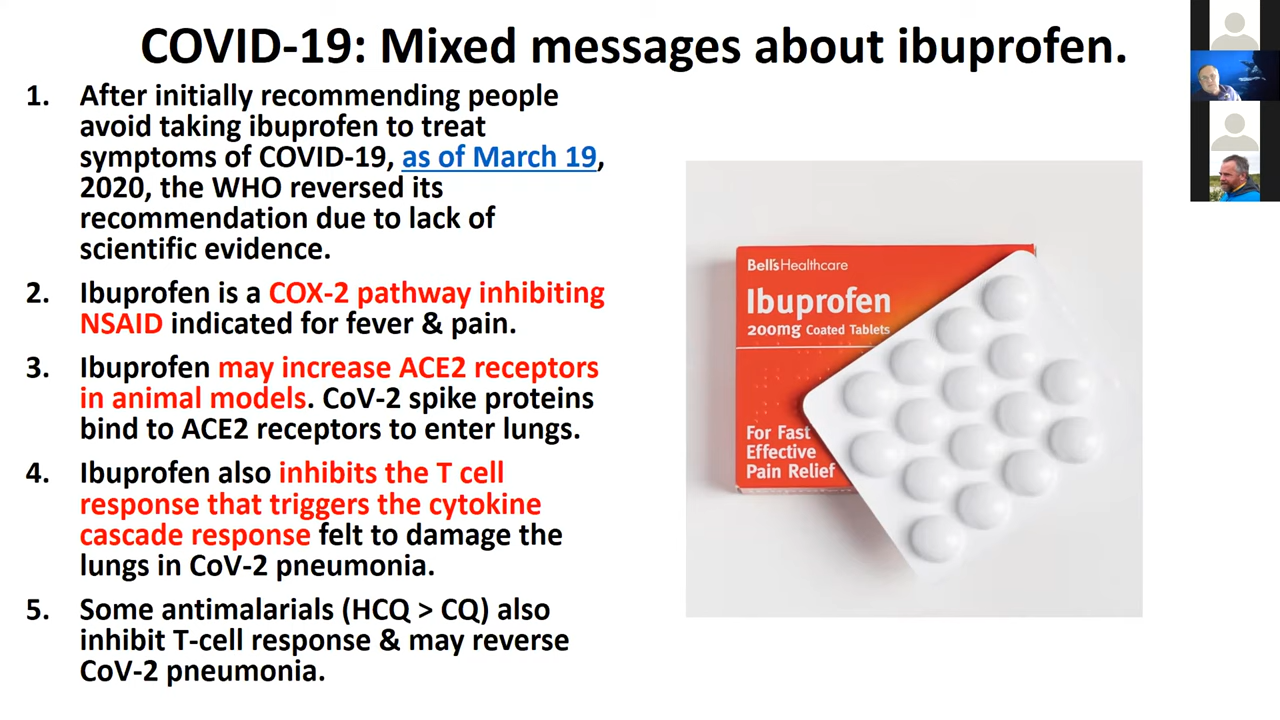 COVID-19: Mixed messages about ibuprofen.
1. After initially recommending people
avoid taking ibuprofen to treat
symptoms of COVID-19, as of March 19,
2020, the WHO reversed its
recommendation due to lack of
scientific evidence.
2. Ibuprofen is a COX-2 pathway inhibiting
NSAID indicated for fever & pain.
3. Ibuprofen may increase ACE2 receptors
in animal models. CoV-2 spike proteins
bind to ACE2 receptors to enter lungs.
4. Ibuprofen also inhibits the T cell
response that triggers the cytokine
cascade response felt to damage the
lungs in CoV-2 pneumonia.
5. Some antimalarials (HCQ > CQ) also
inhibit T-cell response & may reverse
CoV-2 pneumonia.
Bell's Healthcare
Ibuprofen
200mg Coated Tablets
For Fast
Effective
Pain Relief